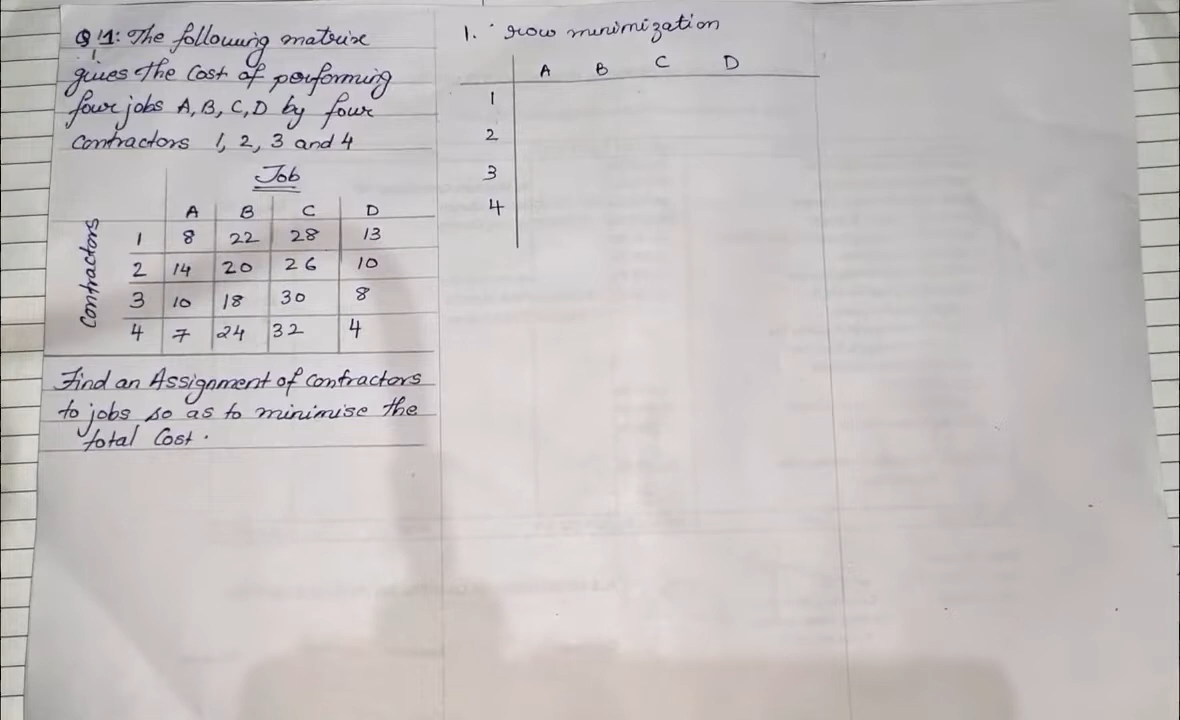 Q 1: The following matrix
gives the cost of performing
four jobs A, B, C, D by four
contractors 1, 2, 3 and 4
Job
A B C D
Contractors
1 8 22 28 13
2 14 20 26 10
3 10 18 30 8
4 7 24 32 4
Find an Assignment of contractors
to jobs so as to minimise the
total cost.
1. row minimization
A B C D
1
2
3
4